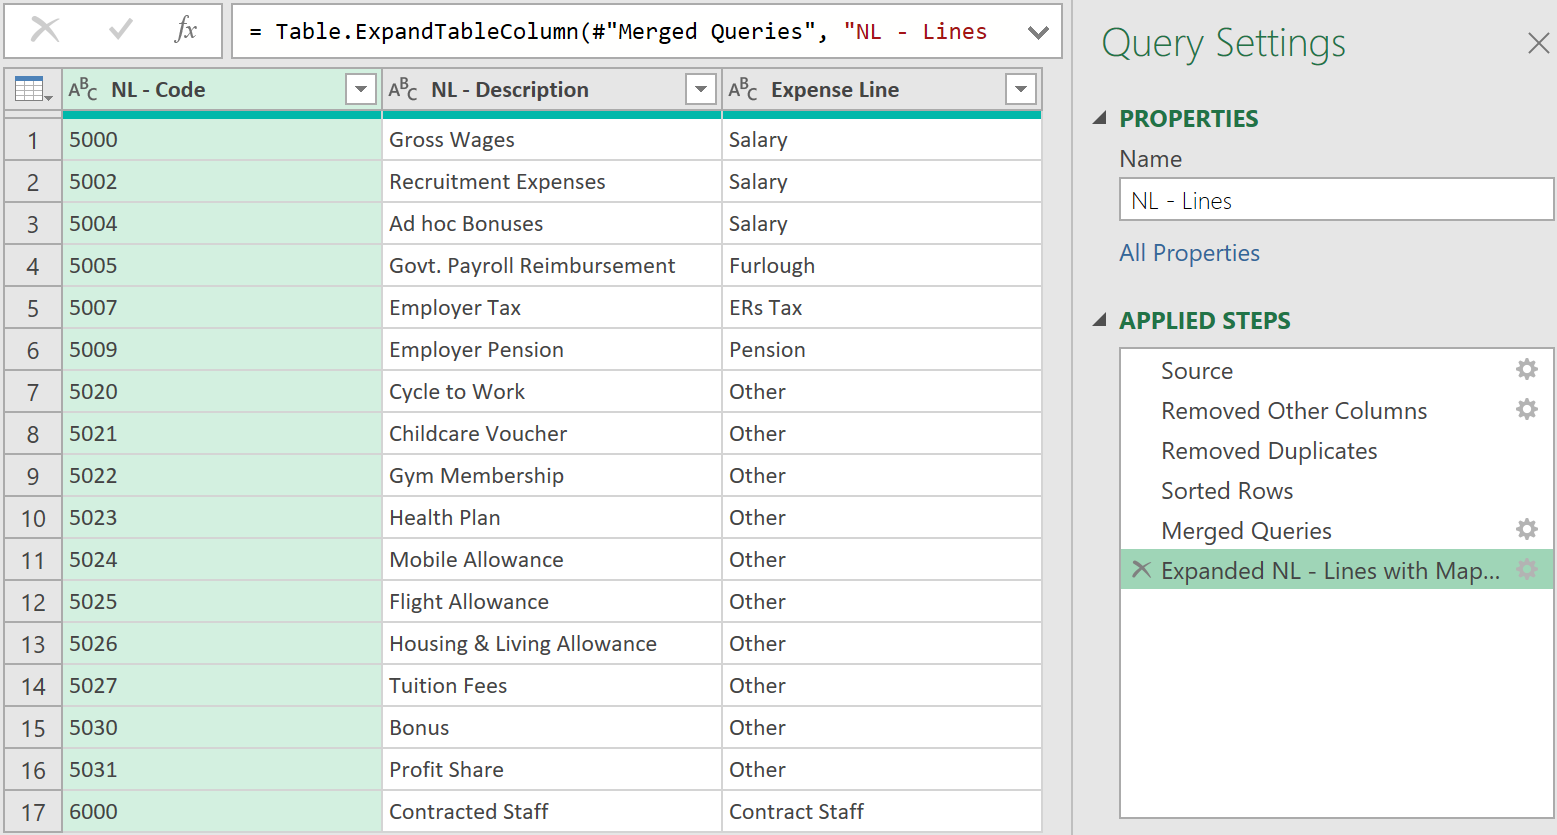 fx = Table.ExpandTableColumn(#"Merged Queries", "NL - Lines
ABC NL - Code ABC NL - Description ABC Expense Line
1 5000 Gross Wages Salary
2 5002 Recruitment Expenses Salary
3 5004 Ad hoc Bonuses Salary
4 5005 Govt. Payroll Reimbursement Furlough
5 5007 Employer Tax ERs Tax
6 5009 Employer Pension Pension
7 5020 Cycle to Work Other
8 5021 Childcare Voucher Other
9 5022 Gym Membership Other
10 5023 Health Plan Other
11 5024 Mobile Allowance Other
12 5025 Flight Allowance Other
13 5026 Housing & Living Allowance Other
14 5027 Tuition Fees Other
15 5030 Bonus Other
16 5031 Profit Share Other
17 6000 Contracted Staff Contract Staff
Query Settings
PROPERTIES
Name
NL - Lines
All Properties
APPLIED STEPS
Source
Removed Other Columns
Removed Duplicates
Sorted Rows
Merged Queries
Expanded NL - Lines with Map...